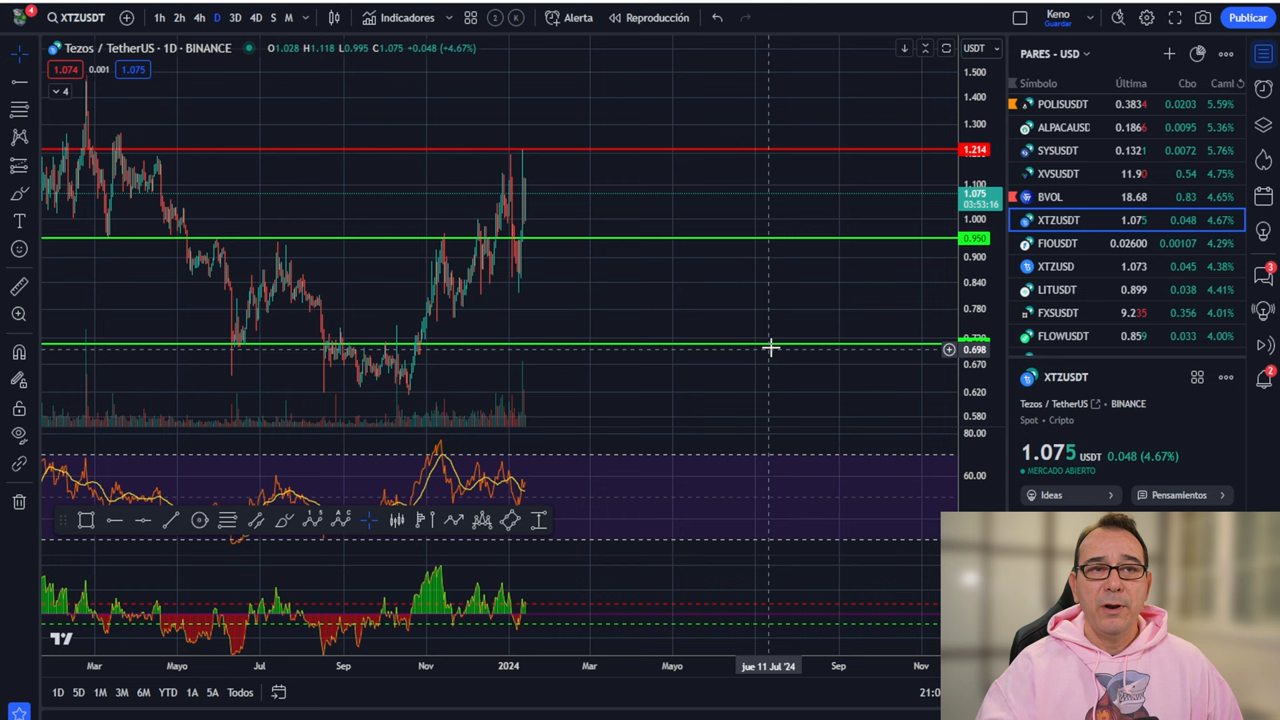 4
XTZUSDT
1h 2h 4h D 3D 4D S M
Indicadores
2
K
Alerta
Reproducción
Keno
Guardar
Publicar
Tezos / TetherUS · 1D · BINANCE
O1.028 H1.118 L0.995 C1.075 +0.048 (+4.67%)
1.074 0.001 1.075
4
USDT
1.500
1.400
1.300
1.214
1.100
1.075
03:53:16
1.000
0.950
0.900
0.840
0.780
0.698
0.670
0.620
0.580
80.00
60.00
Mar Mayo Jul Sep Nov 2024 Mar Mayo jue 11 Jul '24 Sep Nov
1D 5D 1M 3M 6M YTD 1A 5A Todos
21:0
PARES - USD
Símbolo Última Cbo Caml
POLISUSDT 0.3834 0.0203 5.59%
ALPACAUSD 0.1866 0.0095 5.36%
SYSUSDT 0.1321 0.0072 5.76%
XVSUSDT 11.90 0.54 4.75%
BVOL 18.68 0.83 4.65%
XTZUSDT 1.075 0.048 4.67%
FIOUSDT 0.02600 0.00107 4.29%
XTZUSD 1.073 0.045 4.38%
LITUSDT 0.899 0.038 4.41%
FXSUSDT 9.235 0.356 4.01%
FLOWUSDT 0.859 0.033 4.00%
XTZUSDT
Tezos / TetherUS · BINANCE
Spot · Cripto
1.075 USDT 0.048 (4.67%)
MERCADO ABIERTO
Ideas
Pensamientos
3
2